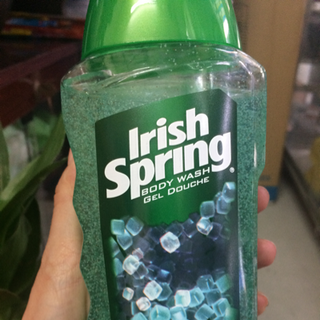 Irish
Spring®
BODY WASH
GEL DOUCHE